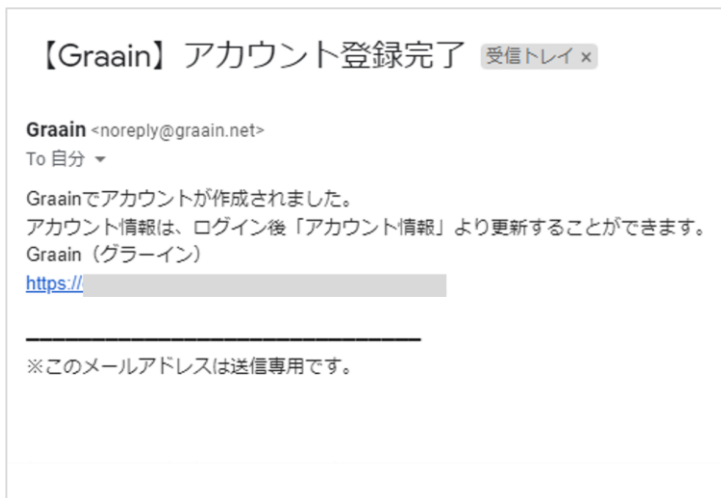 【Graain】アカウント登録完了 受信トレイ ×
Graain <noreply@graain.net>
To 自分
Graainでアカウントが作成されました。
アカウント情報は、ログイン後「アカウント情報」より更新することができます。
Graain（グラーイン）
https://
※このメールアドレスは送信専用です。